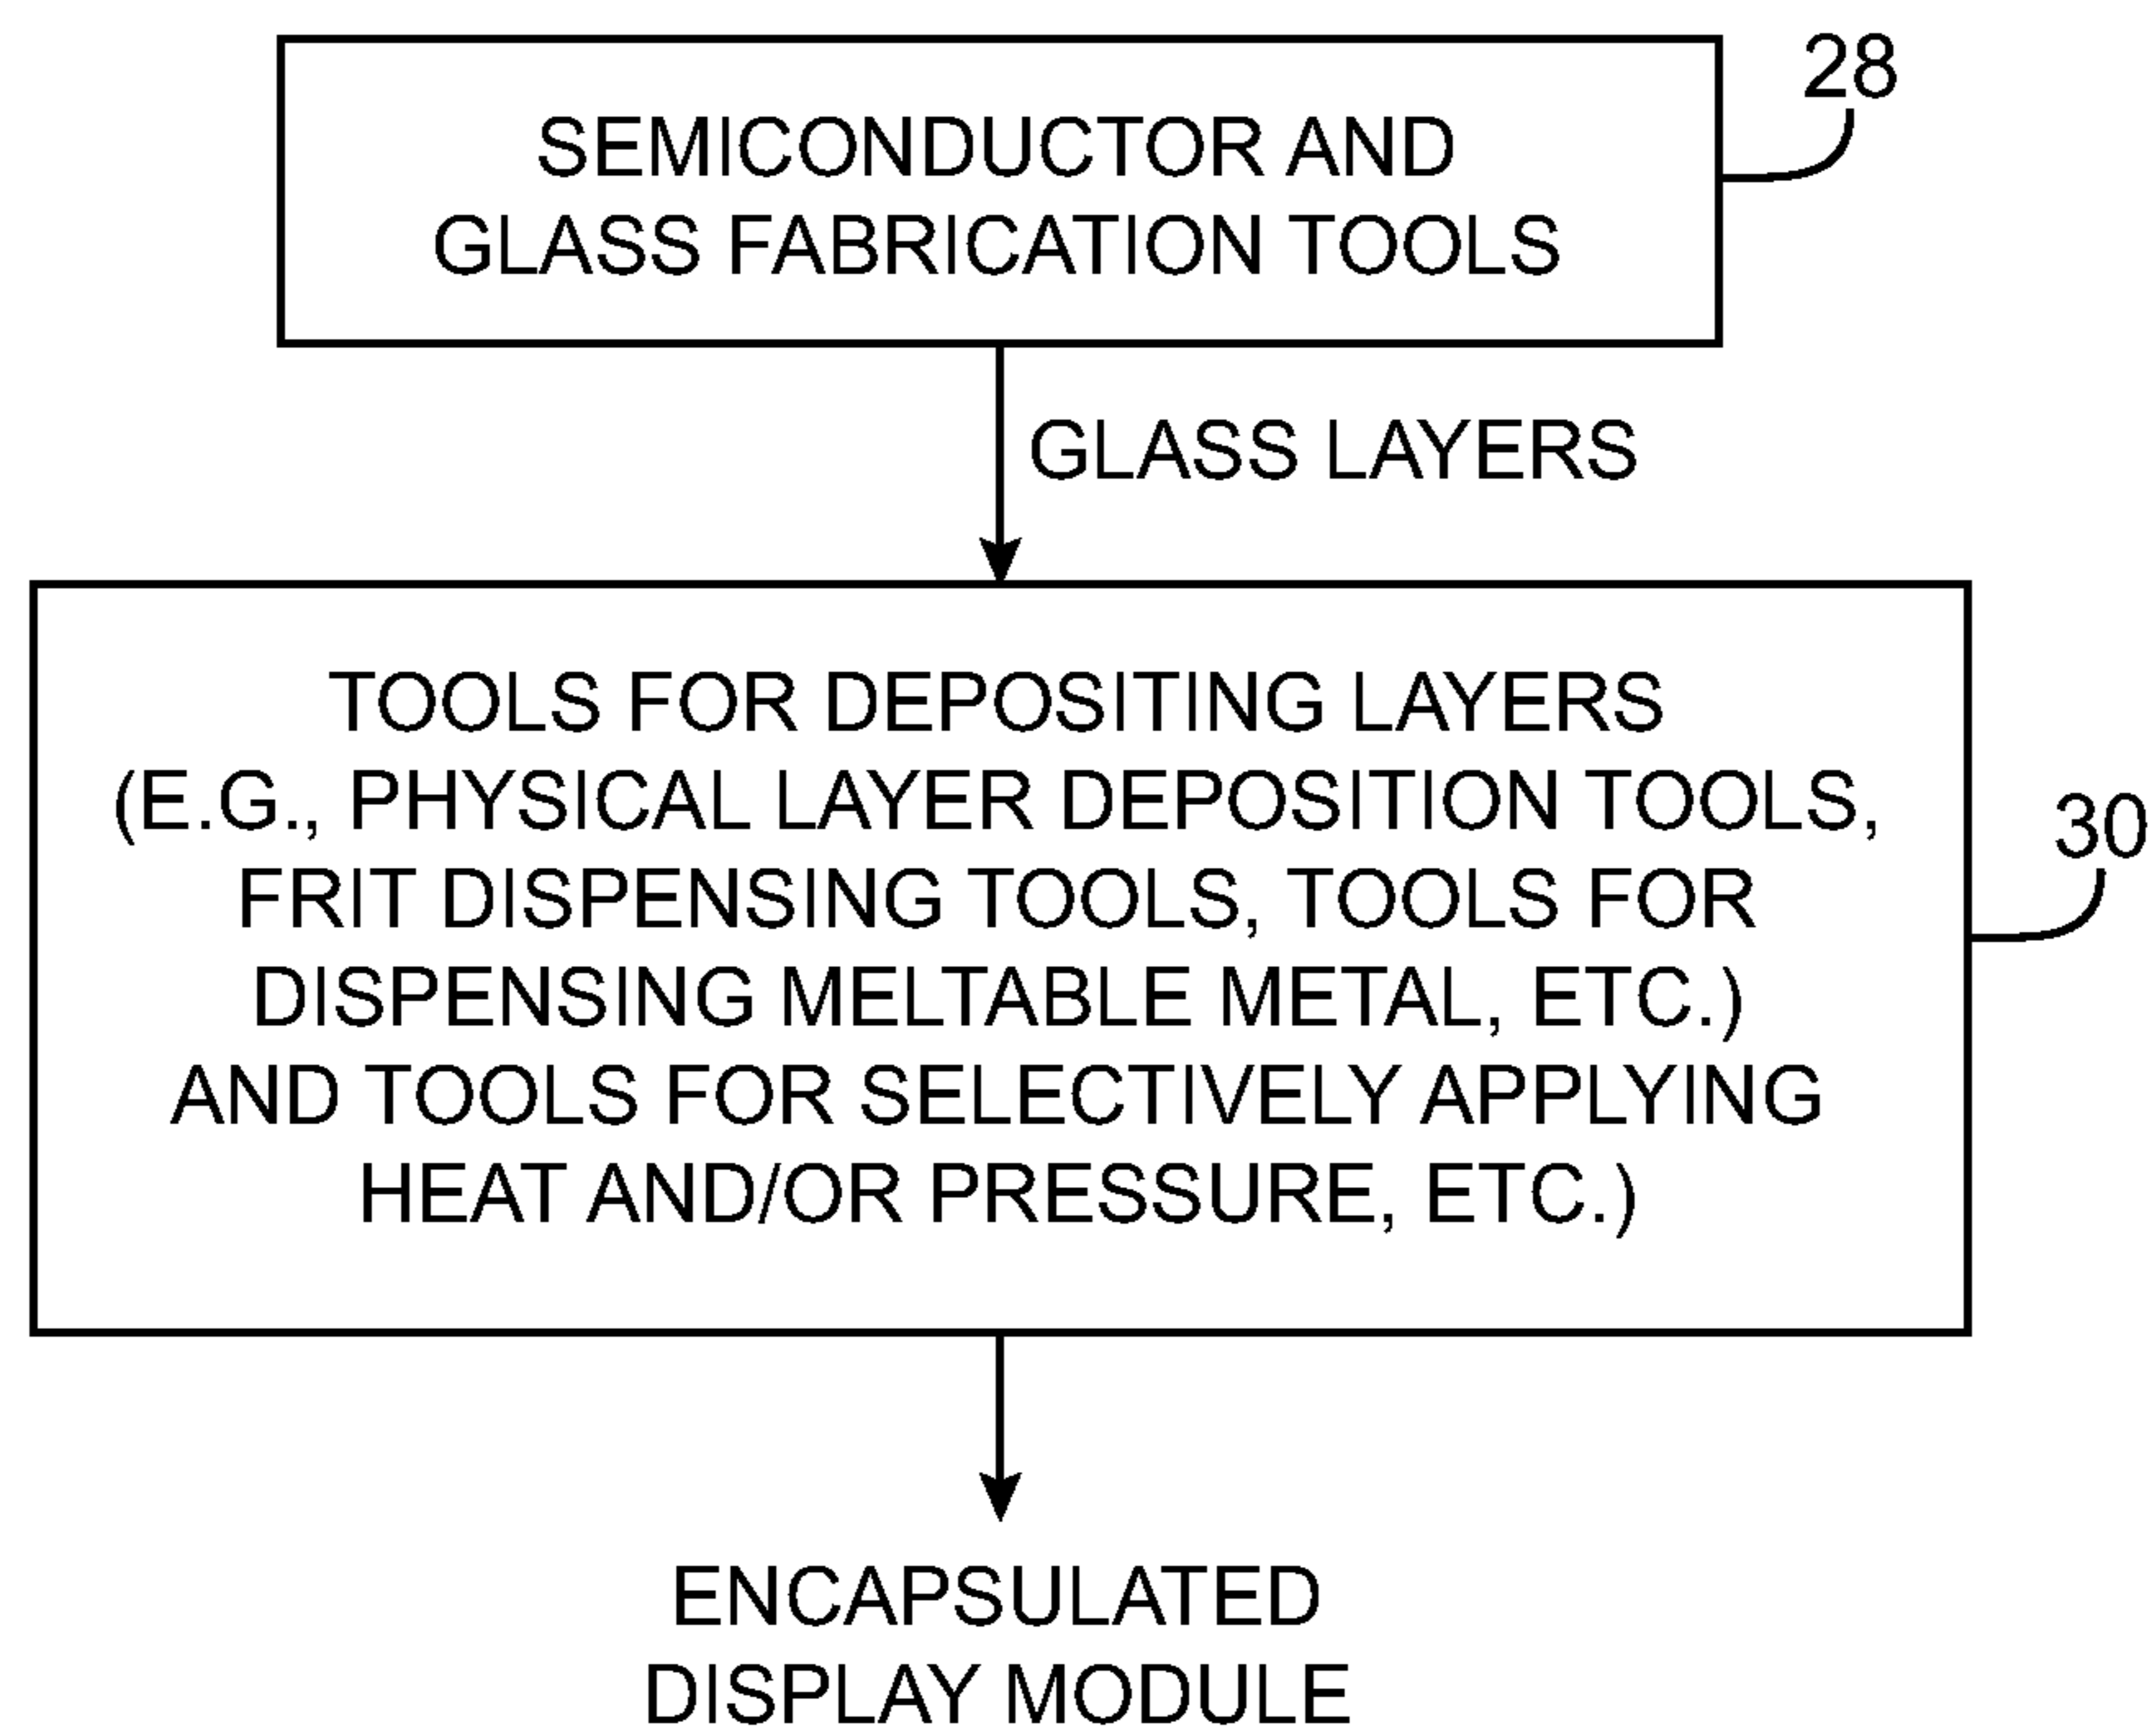 28
SEMICONDUCTOR AND
GLASS FABRICATION TOOLS
GLASS LAYERS
TOOLS FOR DEPOSITING LAYERS
(E.G., PHYSICAL LAYER DEPOSITION TOOLS,
30
FRIT DISPENSING TOOLS, TOOLS FOR
DISPENSING MELTABLE METAL, ETC.)
AND TOOLS FOR SELECTIVELY APPLYING
HEAT AND/OR PRESSURE, ETC.)
ENCAPSULATED
DISPLAY MODULE